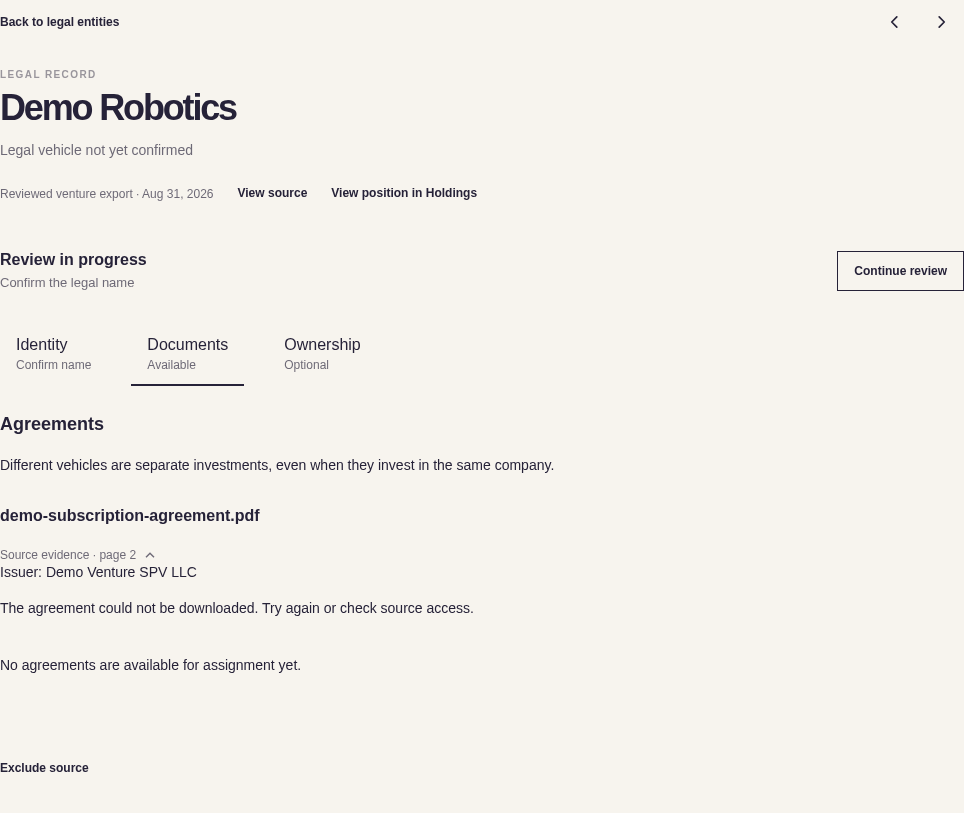 Back to legal entities
LEGAL RECORD
Demo Robotics
Legal vehicle not yet confirmed
Reviewed venture export · Aug 31, 2026 View source View position in Holdings
Review in progress
Confirm the legal name
Continue review
Identity Documents Ownership
Confirm name Available Optional
Agreements
Different vehicles are separate investments, even when they invest in the same company.
demo-subscription-agreement.pdf
Source evidence · page 2
Issuer: Demo Venture SPV LLC
The agreement could not be downloaded. Try again or check source access.
No agreements are available for assignment yet.
Exclude source